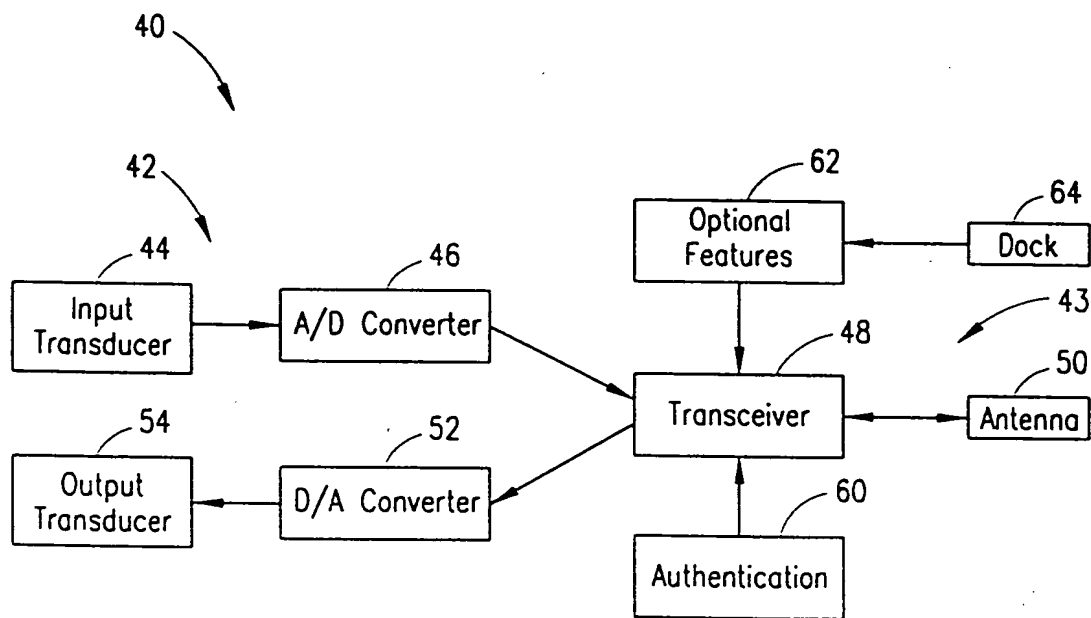 40
42
62
64
Optional
Features
Dock
44
46
43
Input
Transducer
A/D Converter
48
50
Transceiver
Antenna
54
52
Output
Transducer
D/A Converter
60
Authentication